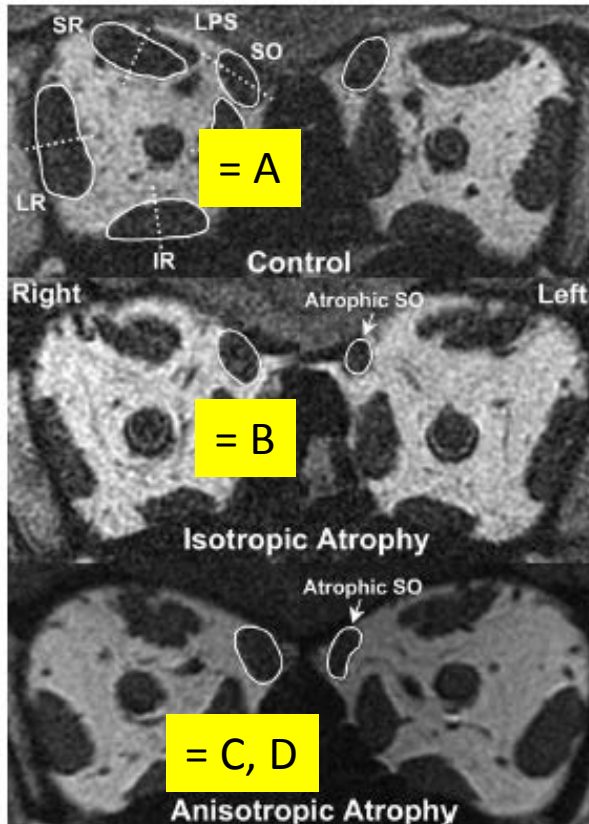 SR
LPS
SO
= A
LR
IR
Control
Right
Atrophic SO
Left
= B
Isotropic Atrophy
Atrophic SO
= C, D
Anisotropic Atrophy